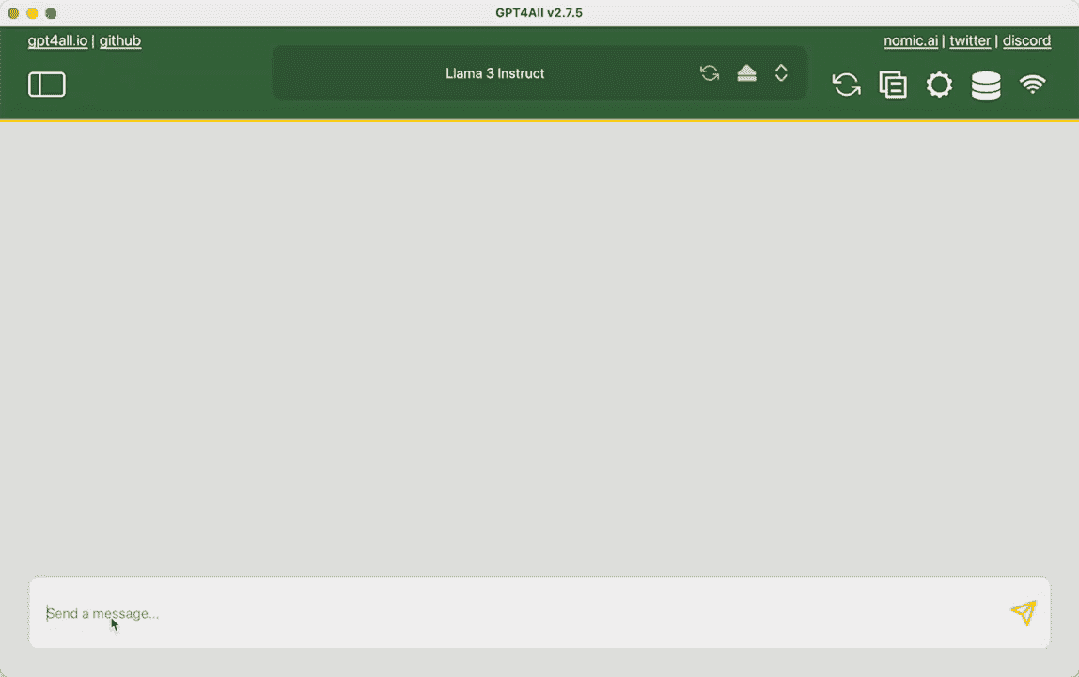 GPT4All v2.7.5
gpt4all.io | github
nomic.ai | twitter | discord
Llama 3 Instruct
Send a message...